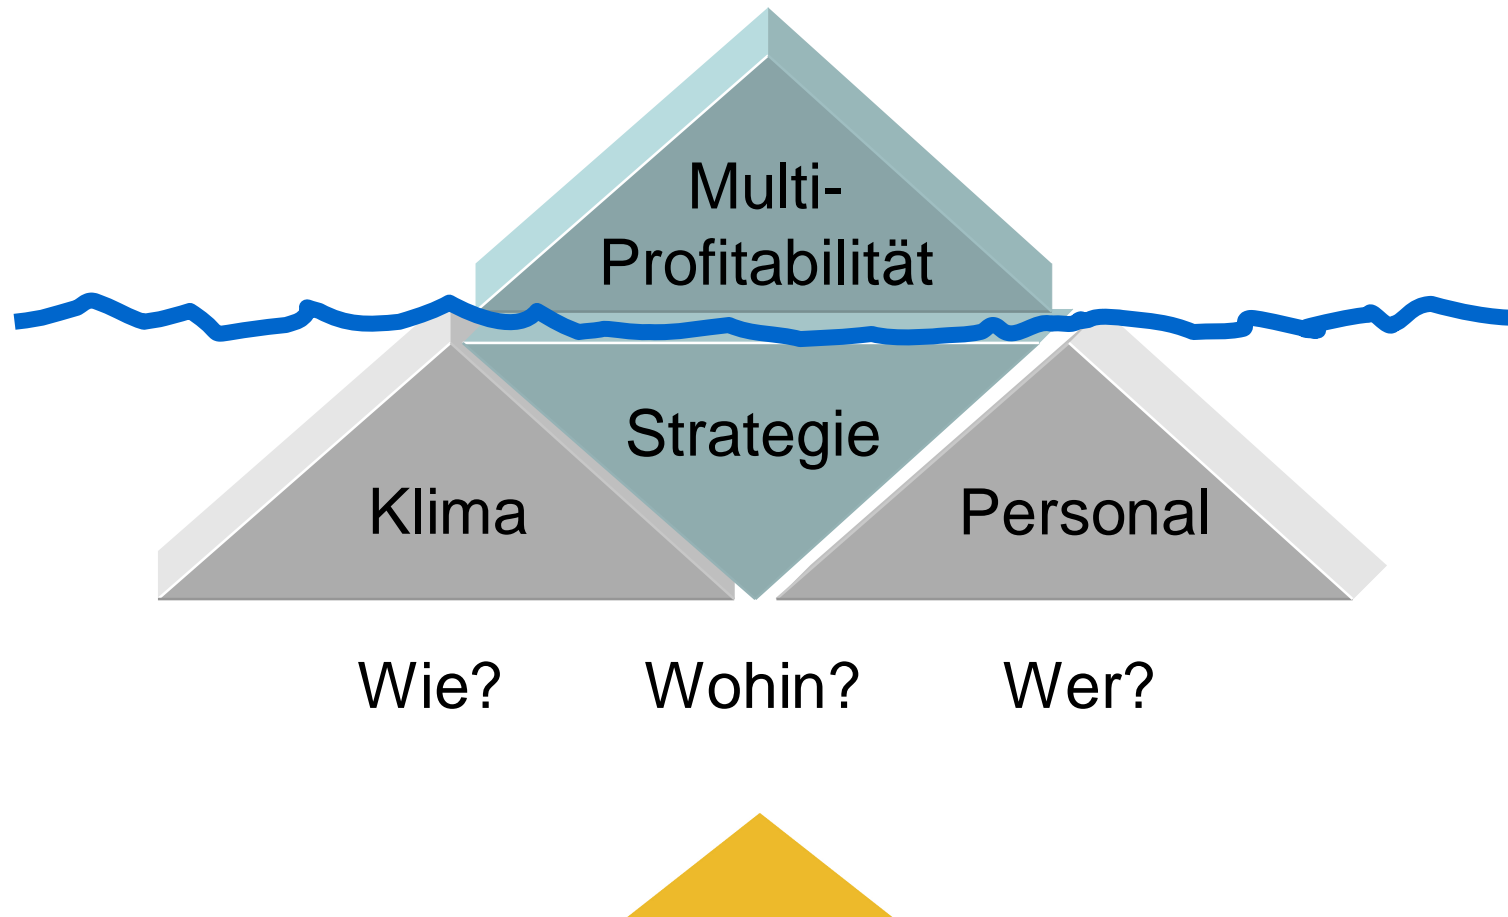 Multi-
Profitabilität
Strategie
Klima
Personal
Wie?
Wohin?
Wer?